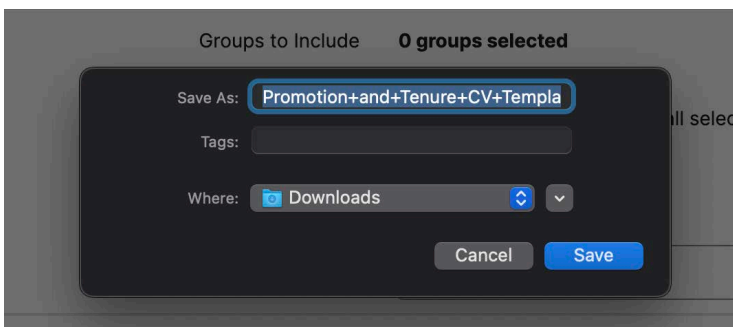 Groups to Include 0 groups selected
Save As: Promotion+and+Tenure+CV+Templa
ll selec
Tags:
Where: Downloads
Cancel Save